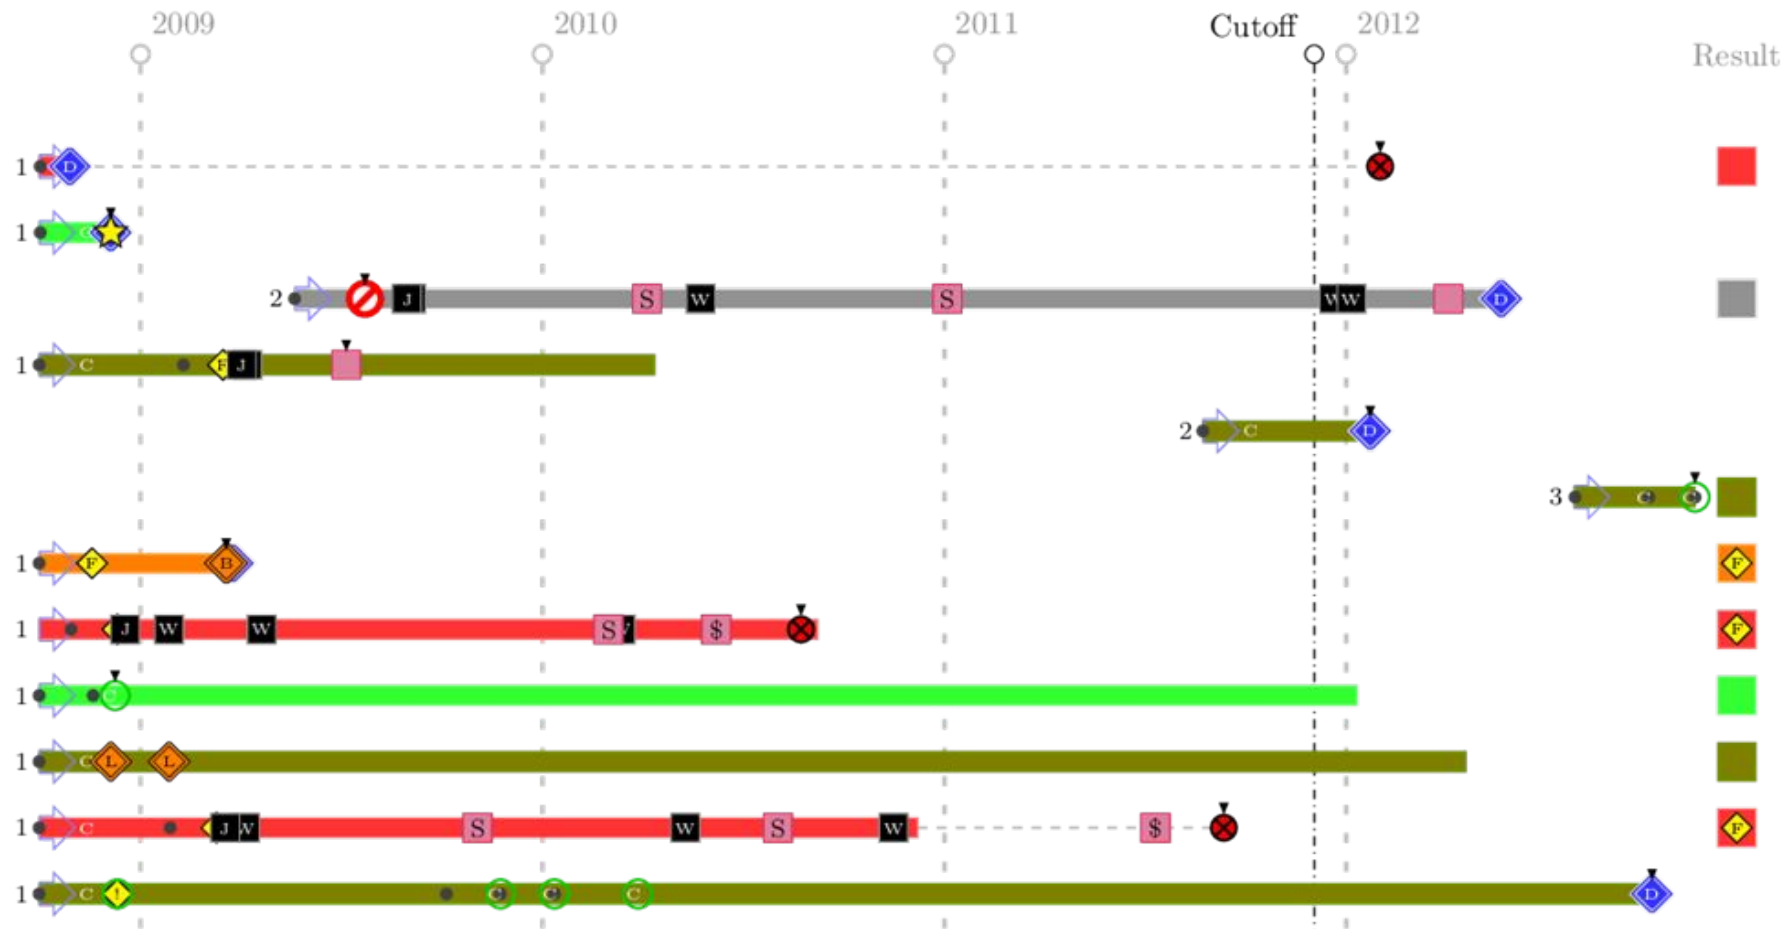 2009 2010 2011 Cutoff 2012
Result
1 D
1
2 J S W S W W D
1 C F J
2 C D
3 C
1 F B F
1 J W W S W $ F
1 C
1 C L L
1 C J W S W S W $ F
1 C ! C C C D